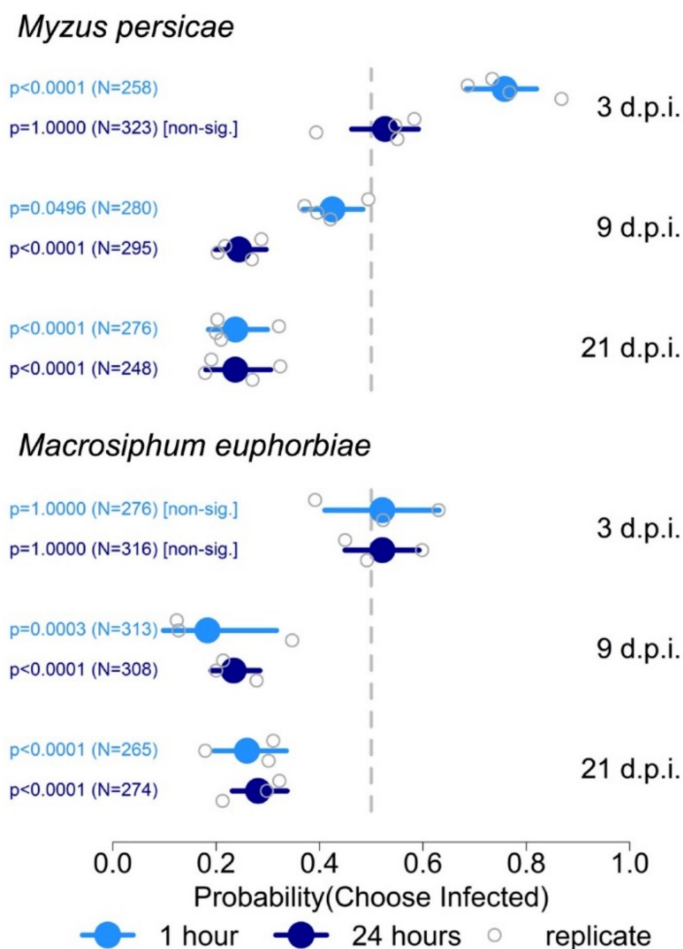 Myzus persicae
p<0.0001 (N=258)
3 d.p.i.
p=1.0000 (N=323) [non-sig.]
p=0.0496 (N=280)
9 d.p.i.
p<0.0001 (N=295)
p<0.0001 (N=276)
21 d.p.i.
p<0.0001 (N=248)
Macrosiphum euphorbiae
p=1.0000 (N=276) [non-sig.]
3 d.p.i.
p=1.0000 (N=316) [non-sig.]
p=0.0003 (N=313)
9 d.p.i.
p<0.0001 (N=308)
p<0.0001 (N=265)
21 d.p.i.
p<0.0001 (N=274)
0.0 0.2 0.4 0.6 0.8 1.0
Probability(Choose Infected)
1 hour 24 hours replicate